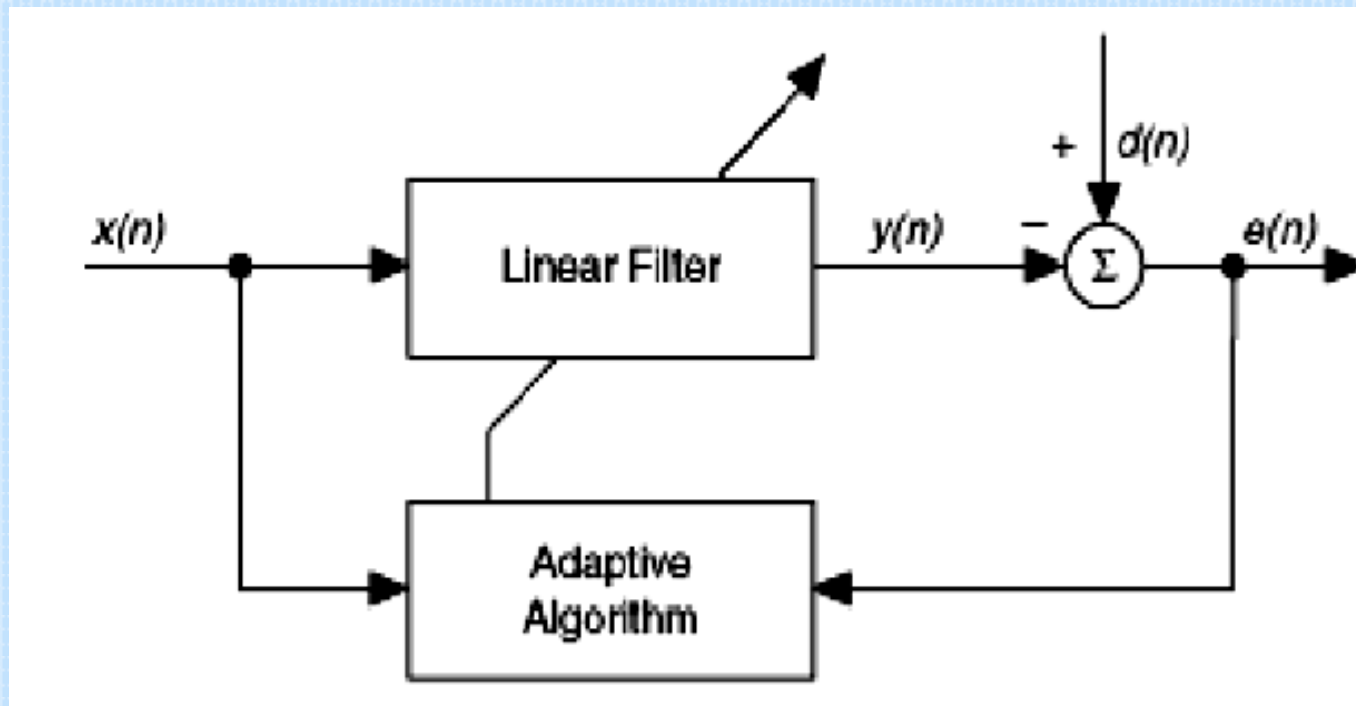 + d(n)
x(n)
y(n) − e(n)
Linear Filter
Σ
Adaptive
Algorithm